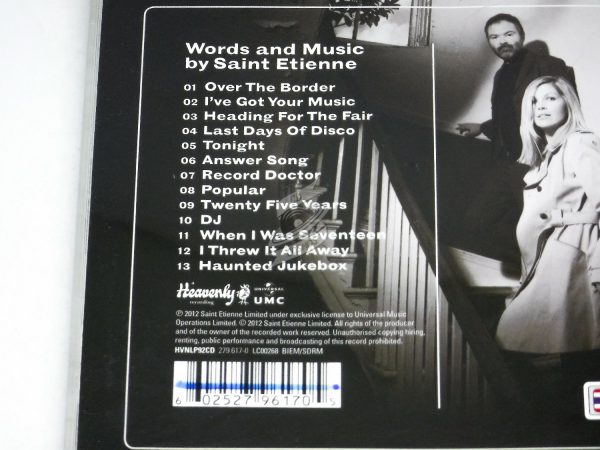 Words and Music
by Saint Etienne
01 Over The Border
02 I've Got Your Music
03 Heading For The Fair
04 Last Days Of Disco
05 Tonight
06 Answer Song
07 Record Doctor
08 Popular
09 Twenty Five Years
10 DJ
11 When I Was Seventeen
12 I Threw It All Away
13 Haunted Jukebox
Heavenly
recording
UNIVERSAL
UMC
℗ 2012 Saint Etienne Limited under exclusive license to Universal Music
Operations Limited. © 2012 Saint Etienne Limited. All rights of the producer
and of the owner of the recorded work reserved. Unauthorised copying hiring,
renting, public performance and broadcasting of this record prohibited.
HVNLP92CD 279 617-0 LC00268 BIEM/SDRM
6 02527 96170 5